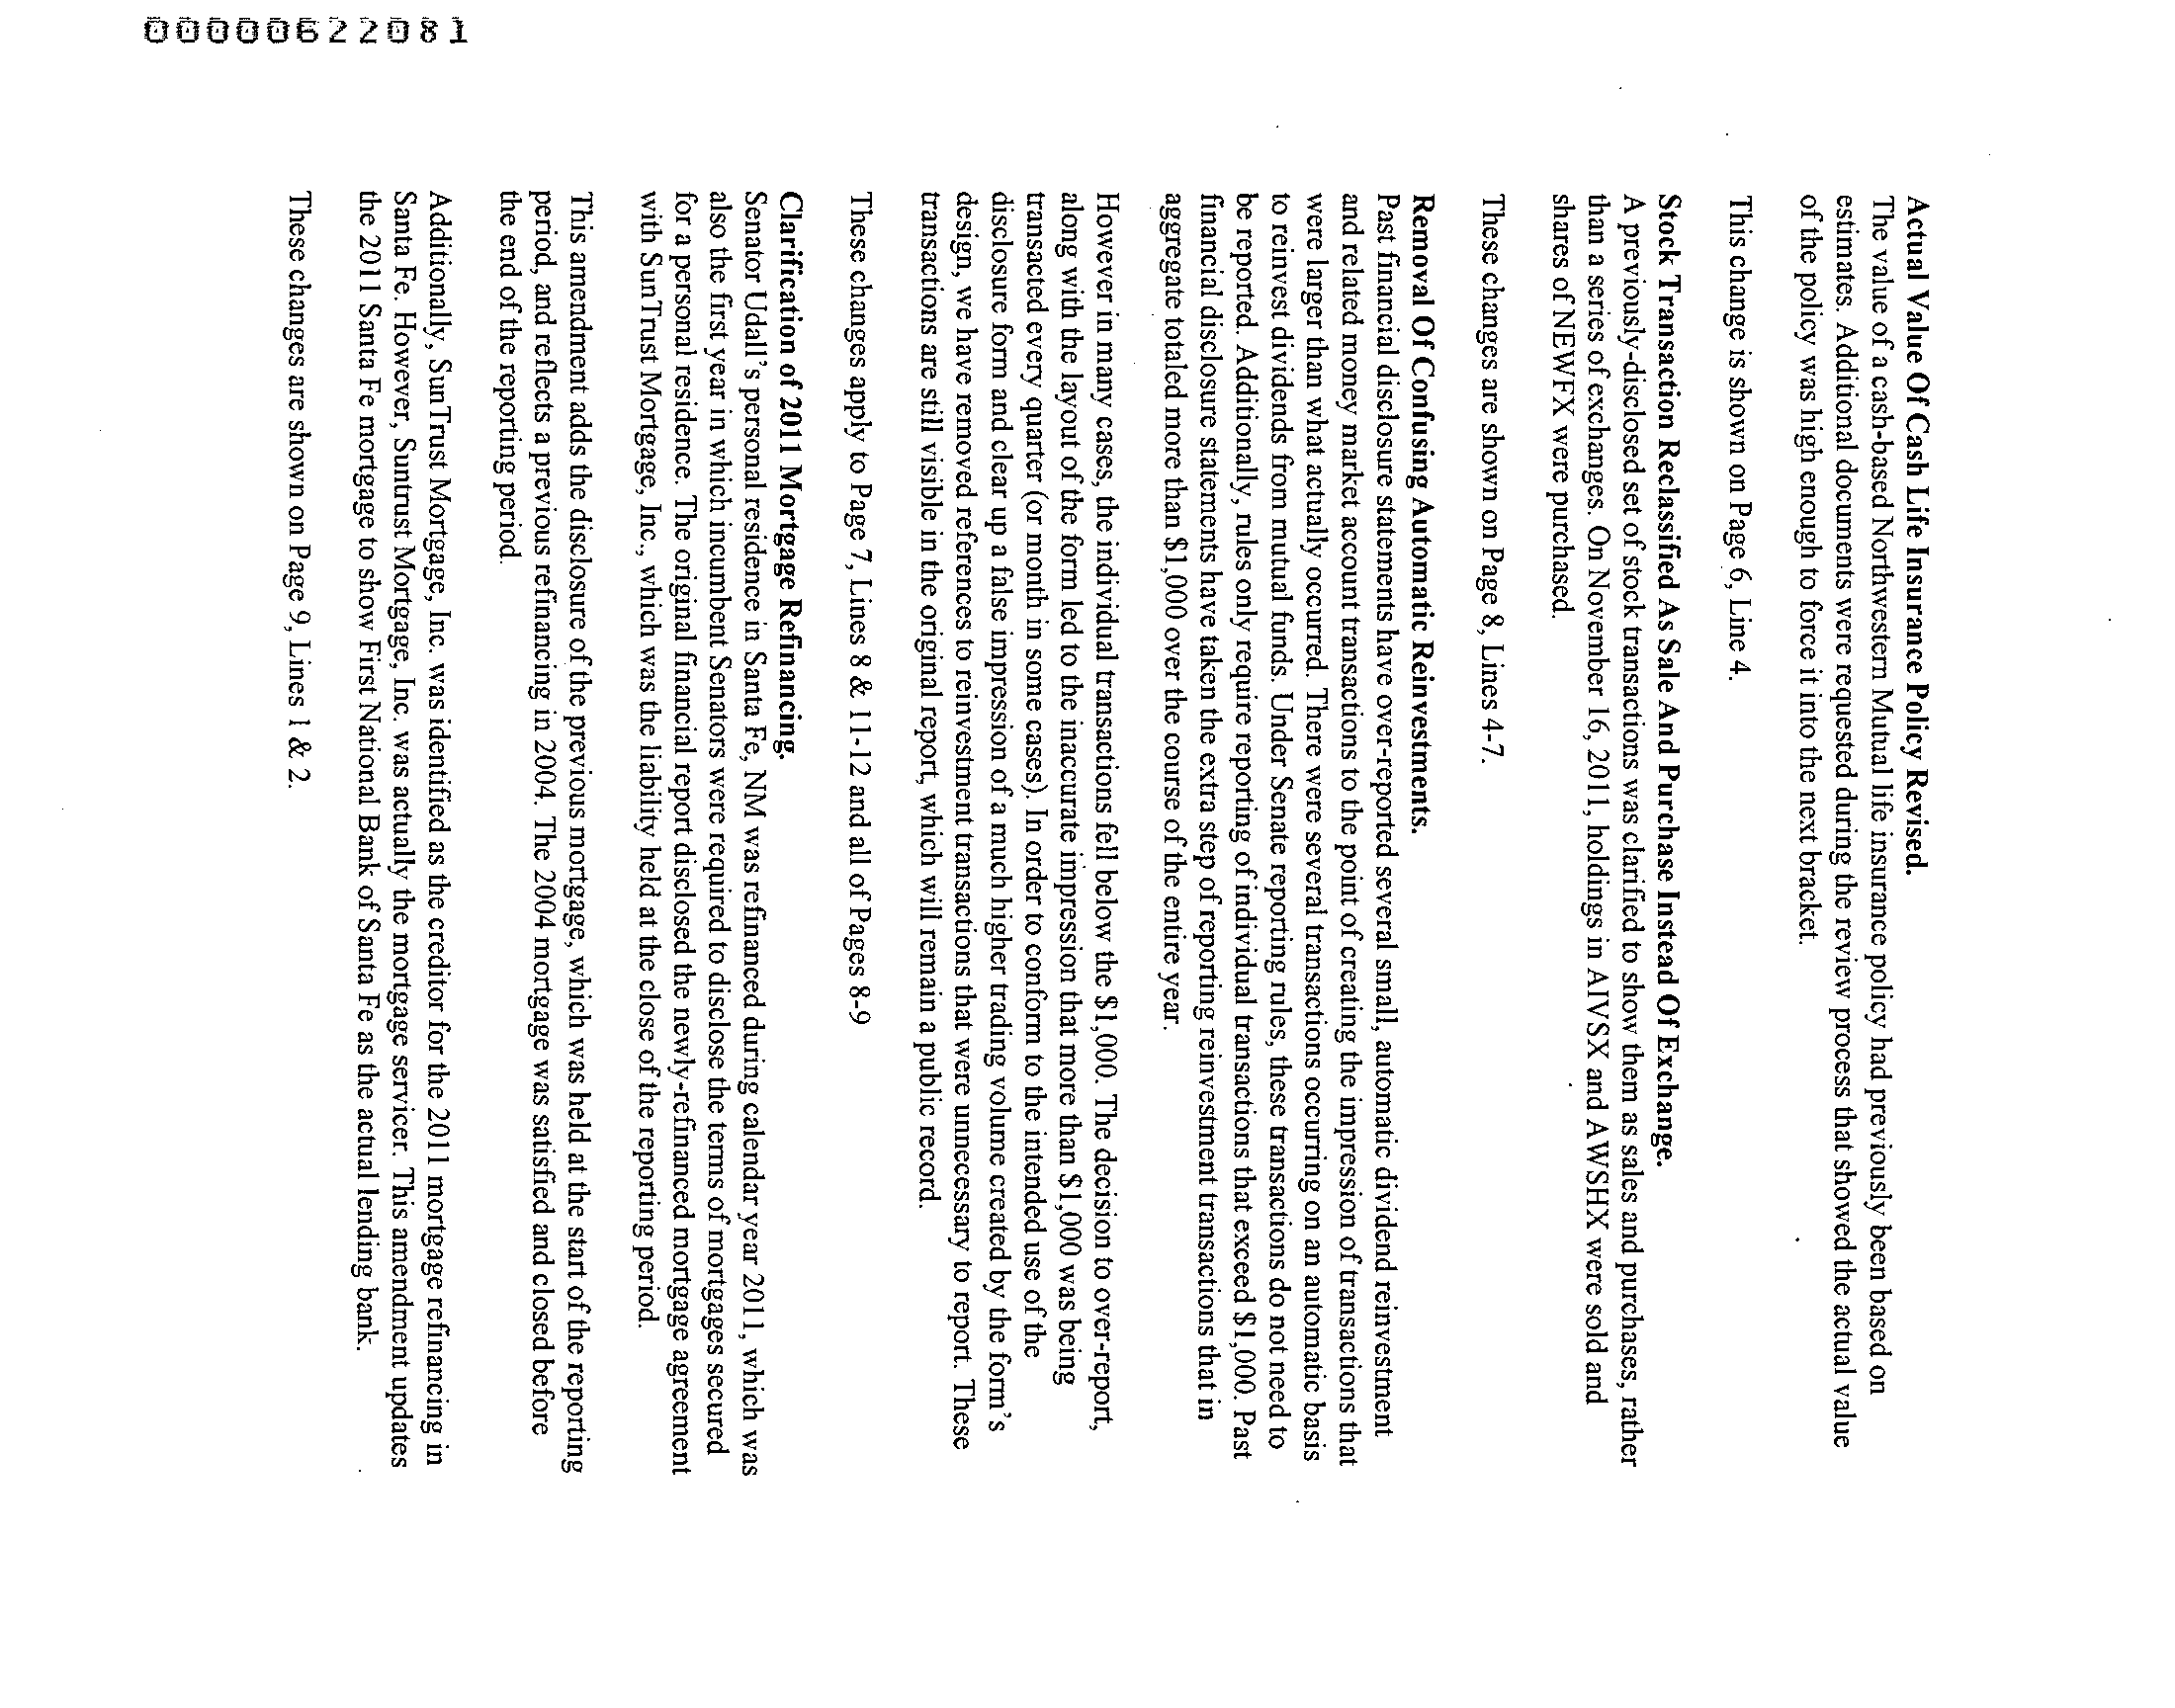 00000622081
Actual Value Of Cash Life Insurance Policy Revised.
The value of a cash-based Northwestern Mutual life insurance policy had previously been based on
estimates. Additional documents were requested during the review process that showed the actual value
of the policy was high enough to force it into the next bracket.
This change is shown on Page 6, Line 4.
Stock Transaction Reclassified As Sale And Purchase Instead Of Exchange.
A previously-disclosed set of stock transactions was clarified to show them as sales and purchases, rather
than a series of exchanges. On November 16, 2011, holdings in AIVSX and AWSHX were sold and
shares of NEWFX were purchased.
These changes are shown on Page 8, Lines 4-7.
Removal Of Confusing Automatic Reinvestments.
Past financial disclosure statements have over-reported several small, automatic dividend reinvestment
and related money market account transactions to the point of creating the impression of transactions that
were larger than what actually occurred. There were several transactions occurring on an automatic basis
to reinvest dividends from mutual funds. Under Senate reporting rules, these transactions do not need to
be reported. Additionally, rules only require reporting of individual transactions that exceed $1,000. Past
financial disclosure statements have taken the extra step of reporting reinvestment transactions that in
aggregate totaled more than $1,000 over the course of the entire year.
However in many cases, the individual transactions fell below the $1,000. The decision to over-report,
along with the layout of the form led to the inaccurate impression that more than $1,000 was being
transacted every quarter (or month in some cases). In order to conform to the intended use of the
disclosure form and clear up a false impression of a much higher trading volume created by the form's
design, we have removed references to reinvestment transactions that were unnecessary to report. These
transactions are still visible in the original report, which will remain a public record.
These changes apply to Page 7, Lines 8 & 11-12 and all of Pages 8-9
Clarification of 2011 Mortgage Refinancing.
Senator Udall's personal residence in Santa Fe, NM was refinanced during calendar year 2011, which was
also the first year in which incumbent Senators were required to disclose the terms of mortgages secured
for a personal residence. The original financial report disclosed the newly-refinanced mortgage agreement
with SunTrust Mortgage, Inc., which was the liability held at the close of the reporting period.
This amendment adds the disclosure of the previous mortgage, which was held at the start of the reporting
period, and reflects a previous refinancing in 2004. The 2004 mortgage was satisfied and closed before
the end of the reporting period.
Additionally, SunTrust Mortgage, Inc. was identified as the creditor for the 2011 mortgage refinancing in
Santa Fe. However, Suntrust Mortgage, Inc. was actually the mortgage servicer. This amendment updates
the 2011 Santa Fe mortgage to show First National Bank of Santa Fe as the actual lending bank.
These changes are shown on Page 9, Lines 1 & 2.